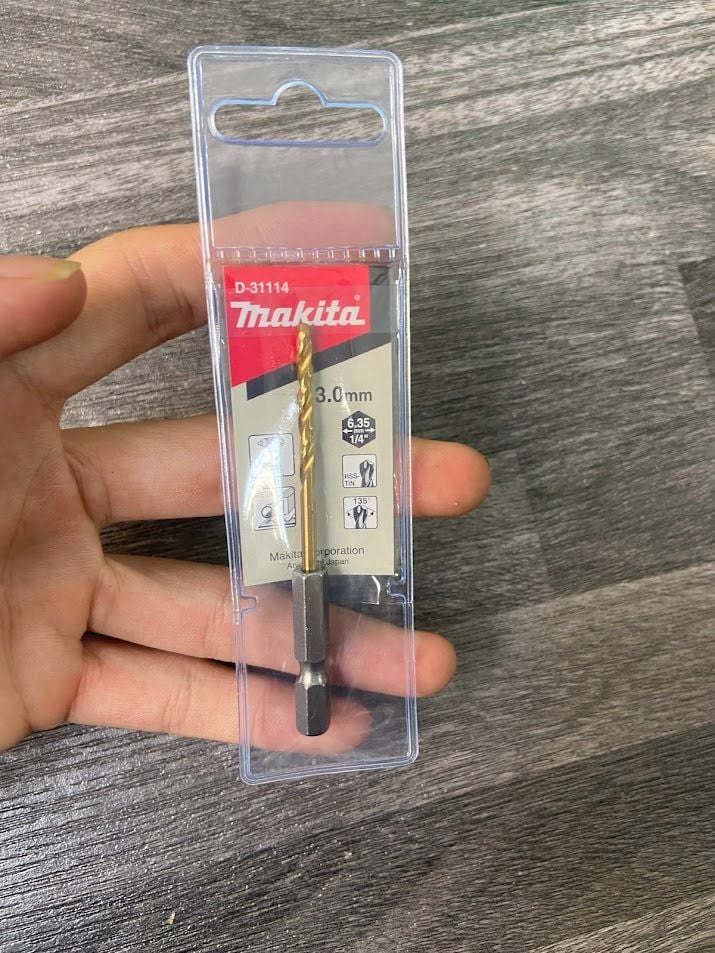 D-31114
makita®
3.0mm
6.35
mm
1/4"
HSS-
TIN
135°
Makita Corporation
Japan